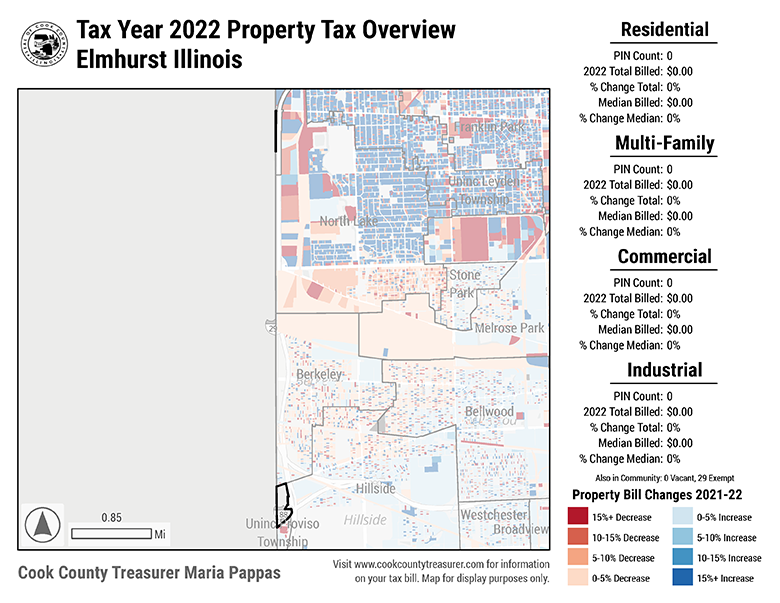 Tax Year 2022 Property Tax Overview
Elmhurst Illinois
Residential
PIN Count: 0
2022 Total Billed: $0.00
% Change Total: 0%
Median Billed: $0.00
% Change Median: 0%
Multi-Family
PIN Count: 0
2022 Total Billed: $0.00
% Change Total: 0%
Median Billed: $0.00
% Change Median: 0%
Commercial
PIN Count: 0
2022 Total Billed: $0.00
% Change Total: 0%
Median Billed: $0.00
% Change Median: 0%
Industrial
PIN Count: 0
2022 Total Billed: $0.00
% Change Total: 0%
Median Billed: $0.00
% Change Median: 0%
Also in Community: 0 Vacant, 29 Exempt
Property Bill Changes 2021-22
15%+ Decrease
10-15% Decrease
5-10% Decrease
0-5% Decrease
0-5% Increase
5-10% Increase
10-15% Increase
15%+ Increase
Franklin Park
Uninc Leyden
Township
North Lake
Stone
Park
Melrose Park
Berkeley
Bellwood
Hillside
Hillside
Westchester
Broadview
Uninc Proviso
Township
29
88
0.85
Mi
Cook County Treasurer Maria Pappas
Visit www.cookcountytreasurer.com for information
on your tax bill. Map for display purposes only.